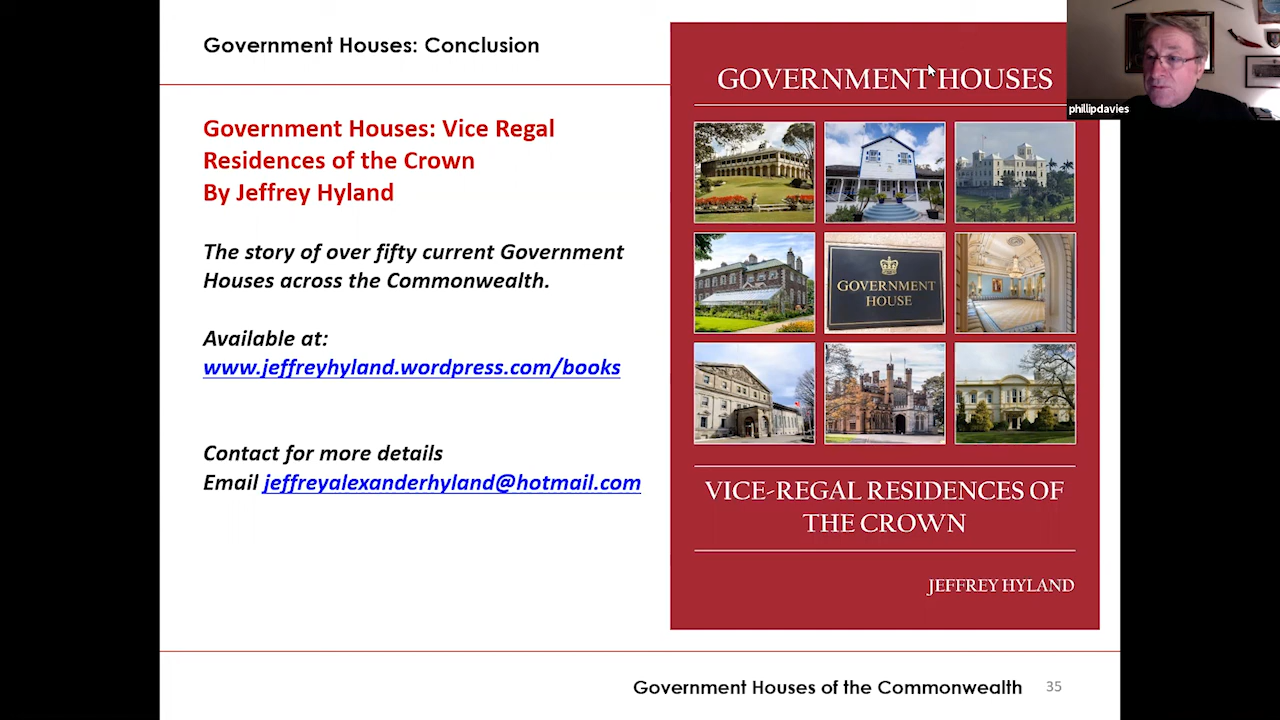 Government Houses: Conclusion
Government Houses: Vice Regal
Residences of the Crown
By Jeffrey Hyland
The story of over fifty current Government
Houses across the Commonwealth.
Available at:
www.jeffreyhyland.wordpress.com/books
Contact for more details
Email jeffreyalexanderhyland@hotmail.com
GOVERNMENT HOUSES
GOVERNMENT
HOUSE
VICE-REGAL RESIDENCES OF
THE CROWN
JEFFREY HYLAND
phillipdavies
Government Houses of the Commonwealth
35